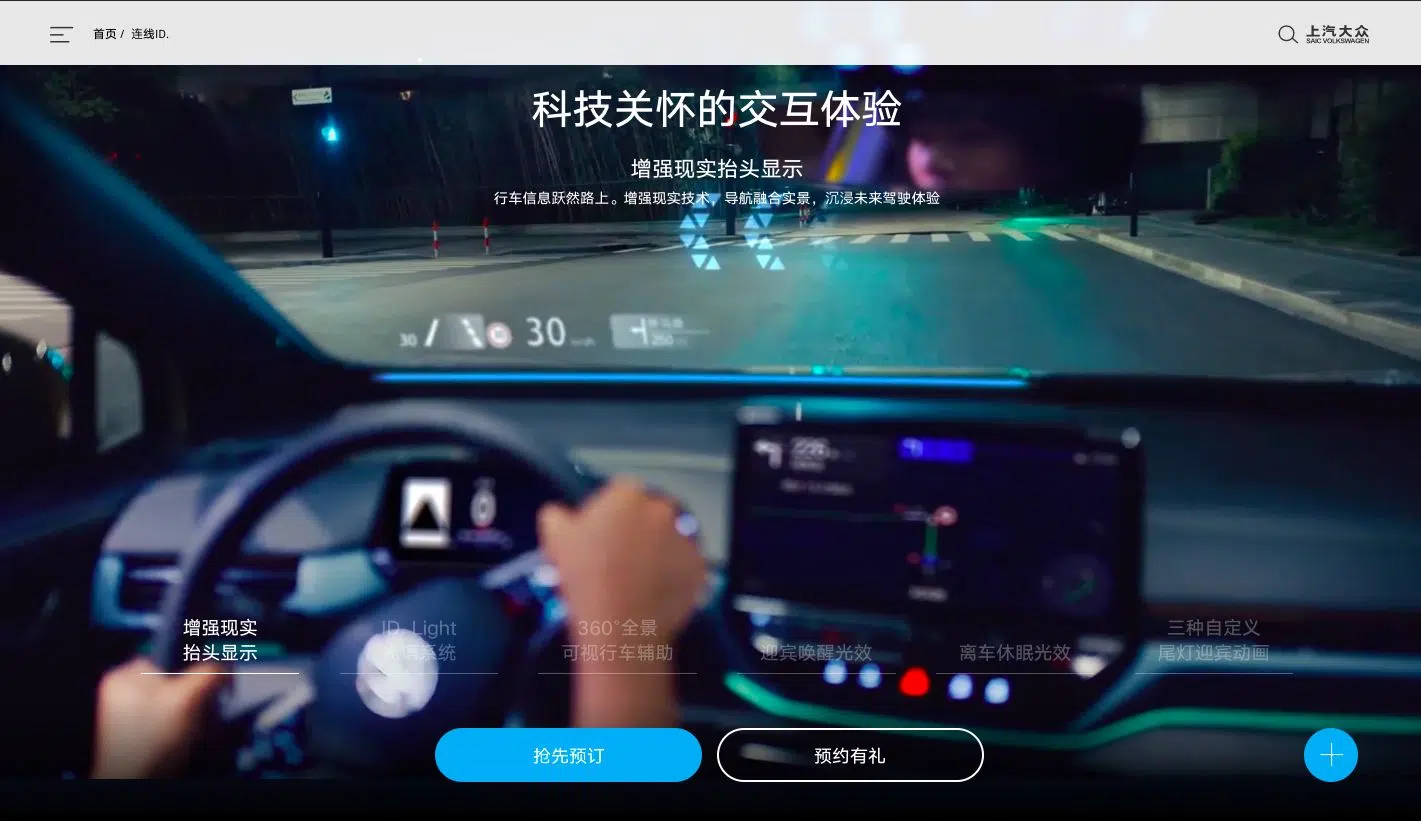 首页 / 连线ID.
上汽大众
SAIC VOLKSWAGEN
科技关怀的交互体验
增强现实抬头显示
行车信息跃然路上。增强现实技术，导航融合实景，沉浸未来驾驶体验
30
30
增强现实
抬头显示
ID. Light
360°全景
可视行车辅助
迎宾唤醒光效
离车休眠光效
三种自定义
尾灯迎宾动画
抢先预订
预约有礼